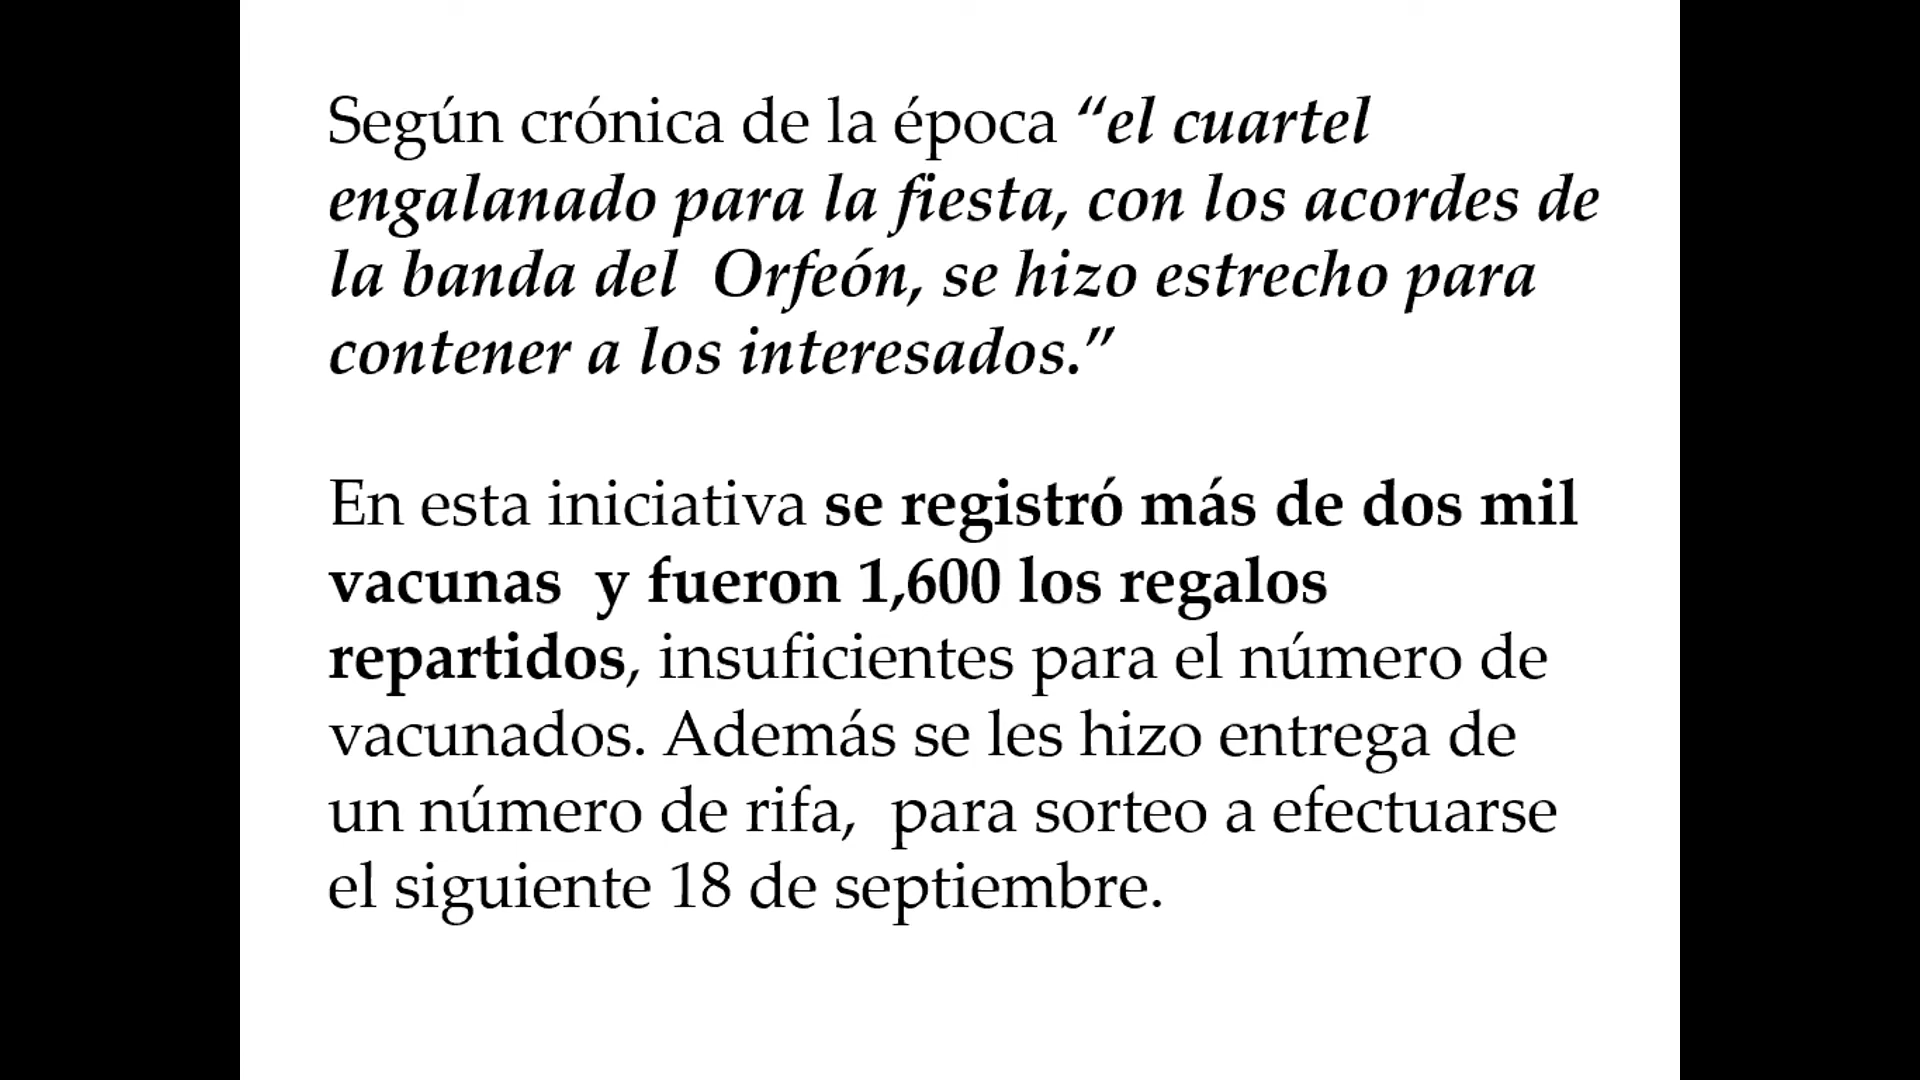 Según crónica de la época “el cuartel
engalanado para la fiesta, con los acordes de
la banda del  Orfeón, se hizo estrecho para
contener a los interesados.”
En esta iniciativa se registró más de dos mil
vacunas  y fueron 1,600 los regalos
repartidos, insuficientes para el número de
vacunados. Además se les hizo entrega de
un número de rifa,  para sorteo a efectuarse
el siguiente 18 de septiembre.